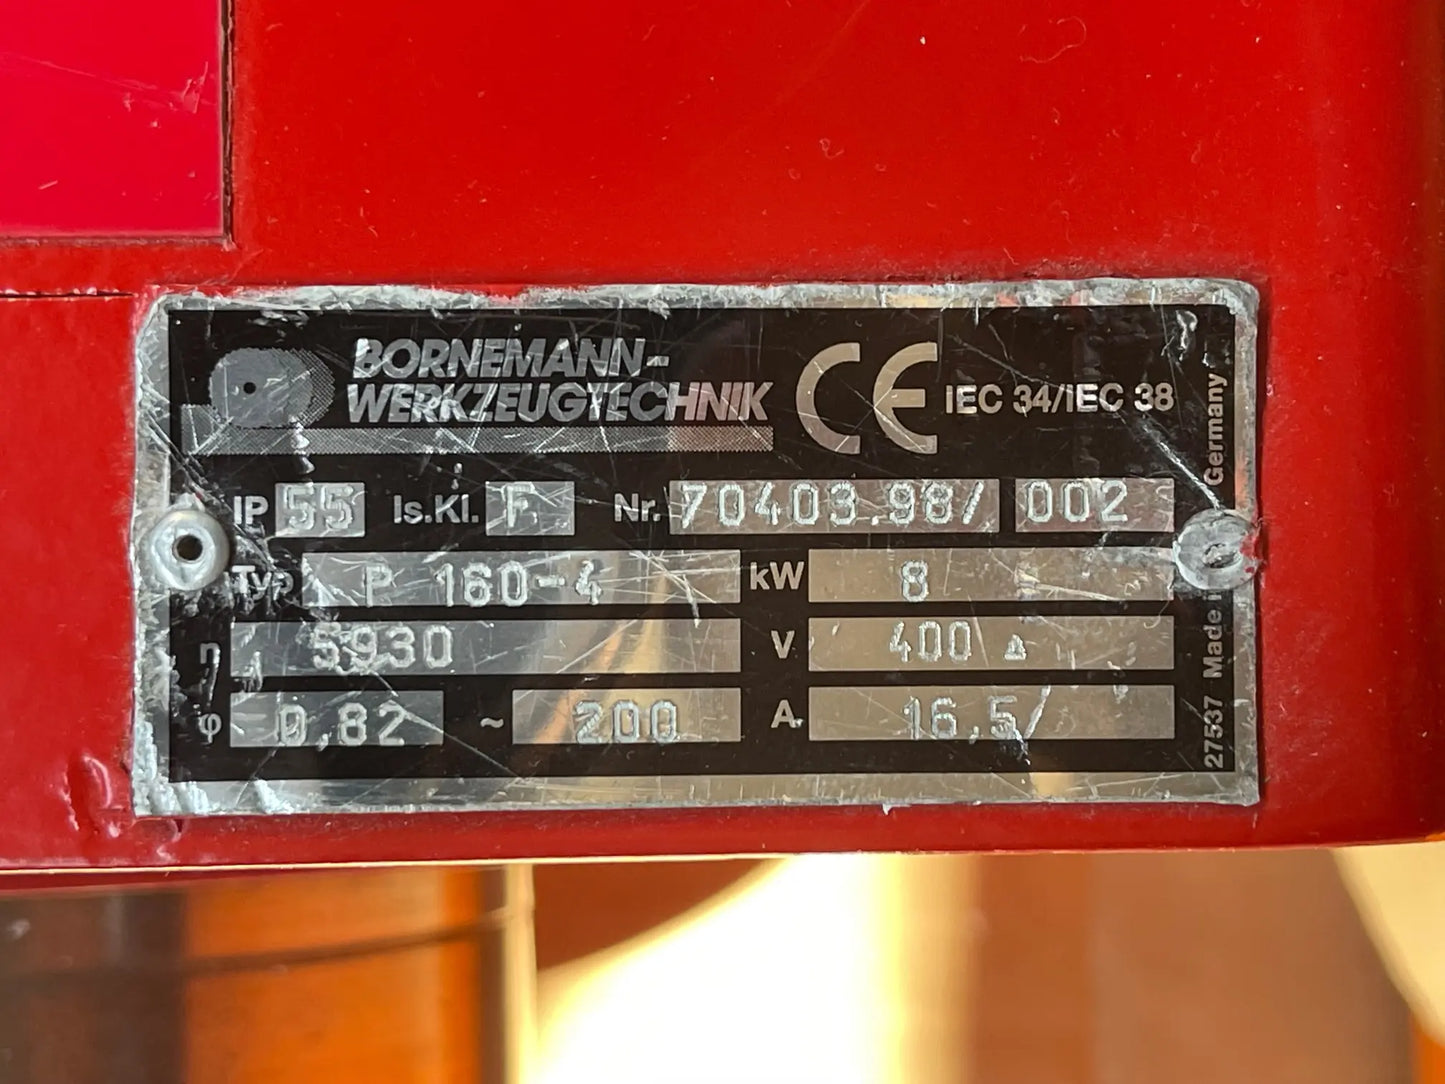 BORNEMANN-
WERKZEUGTECHNIK
CE IEC 34/IEC 38
IP 55 Is.Kl. F Nr. 70403.98/ 002
Typ P 160-4 kW 8
n 5930 V 400 Δ
φ 0,82 ~ 200 A 16,5/
27537 Made i Germany